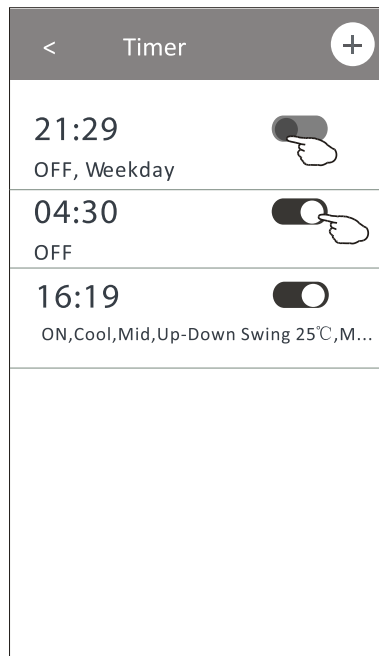 < Timer +
21:29
OFF, Weekday
04:30
OFF
16:19
ON,Cool,Mid,Up-Down Swing 25℃,M...